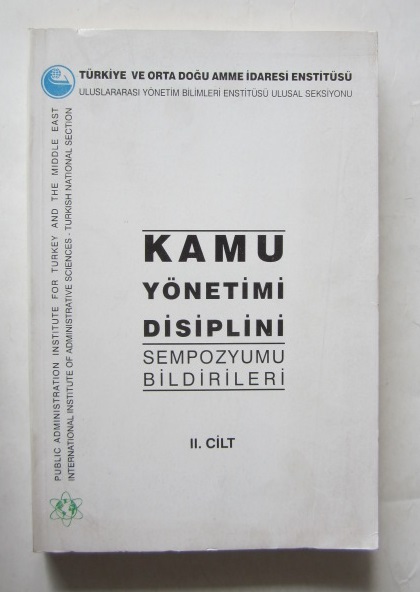 TÜRKİYE VE ORTA DOĞU AMME İDARESİ ENSTİTÜSÜ
ULUSLARARASI YÖNETİM BİLİMLERİ ENSTİTÜSÜ ULUSAL SEKSİYONU
PUBLIC ADMINISTRATION INSTITUTE FOR TURKEY AND THE MIDDLE EAST
INTERNATIONAL INSTITUTE OF ADMINISTRATIVE SCIENCES - TURKISH NATIONAL SECTION
KAMU
YÖNETİMİ
DİSİPLİNİ
SEMPOZYUMU
BİLDİRİLERİ
II. CİLT